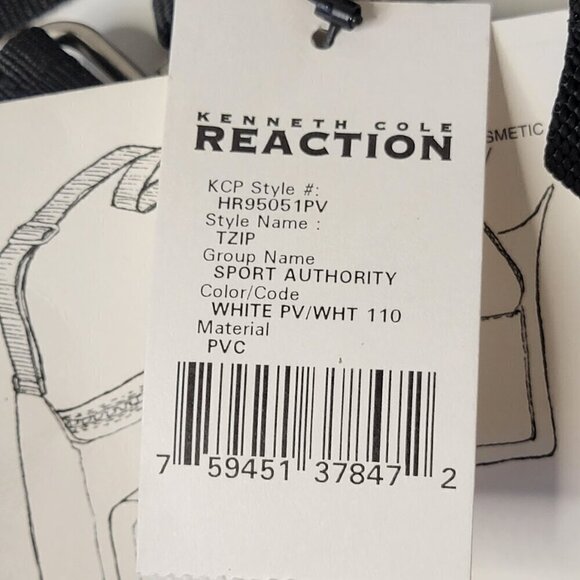 KENNETH COLE
REACTION
KCP Style #:
HR95051PV
Style Name :
TZIP
Group Name
SPORT AUTHORITY
Color/Code
WHITE PV/WHT 110
Material
PVC
7 59451 37847 2